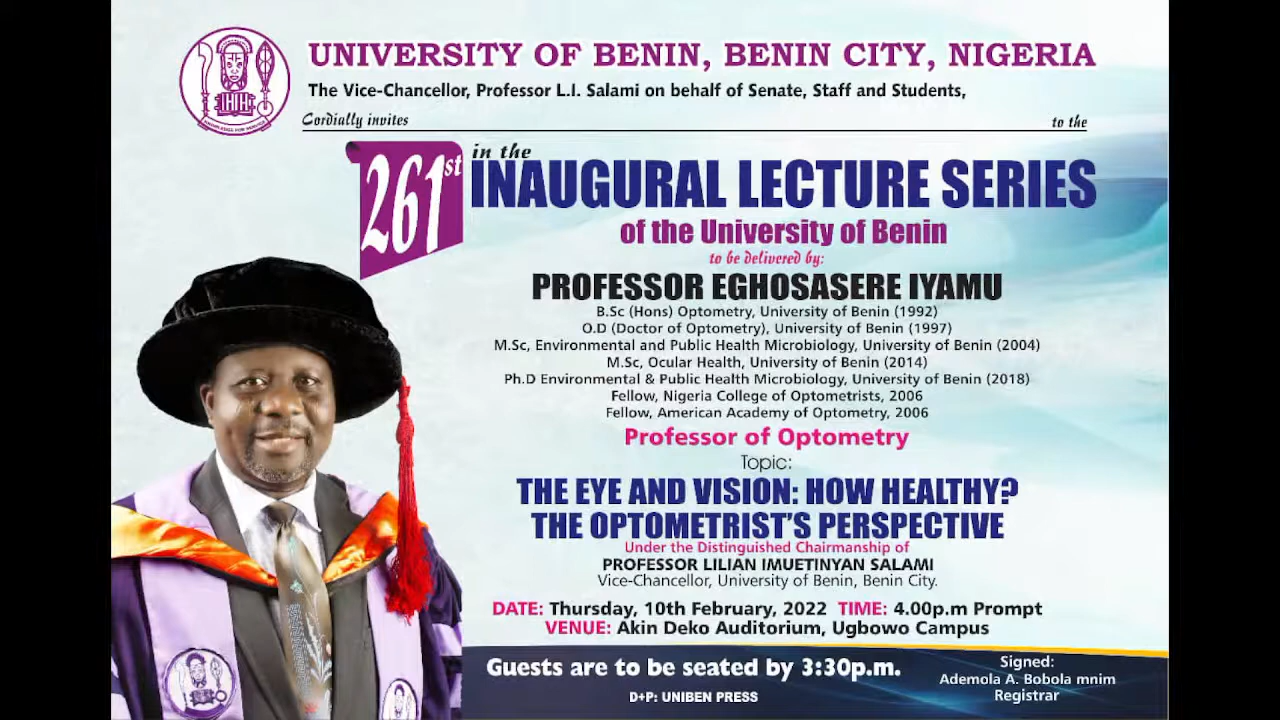 UNIVERSITY OF BENIN, BENIN CITY, NIGERIA
The Vice-Chancellor, Professor L.I. Salami on behalf of Senate, Staff and Students,
Cordially invites to the
261st in the
INAUGURAL LECTURE SERIES
of the University of Benin
to be delivered by:
PROFESSOR EGHOSASERE IYAMU
B.Sc (Hons) Optometry, University of Benin (1992)
O.D (Doctor of Optometry), University of Benin (1997)
M.Sc, Environmental and Public Health Microbiology, University of Benin (2004)
M.Sc, Ocular Health, University of Benin (2014)
Ph.D Environmental & Public Health Microbiology, University of Benin (2018)
Fellow, Nigeria College of Optometrists, 2006
Fellow, American Academy of Optometry, 2006
Professor of Optometry
Topic:
THE EYE AND VISION: HOW HEALTHY?
THE OPTOMETRIST'S PERSPECTIVE
Under the Distinguished Chairmanship of
PROFESSOR LILIAN IMUETINYAN SALAMI
Vice-Chancellor, University of Benin, Benin City.
DATE: Thursday, 10th February, 2022 TIME: 4.00p.m Prompt
VENUE: Akin Deko Auditorium, Ugbowo Campus
Guests are to be seated by 3:30p.m.
D+P: UNIBEN PRESS
Signed:
Ademola A. Bobola mnim
Registrar